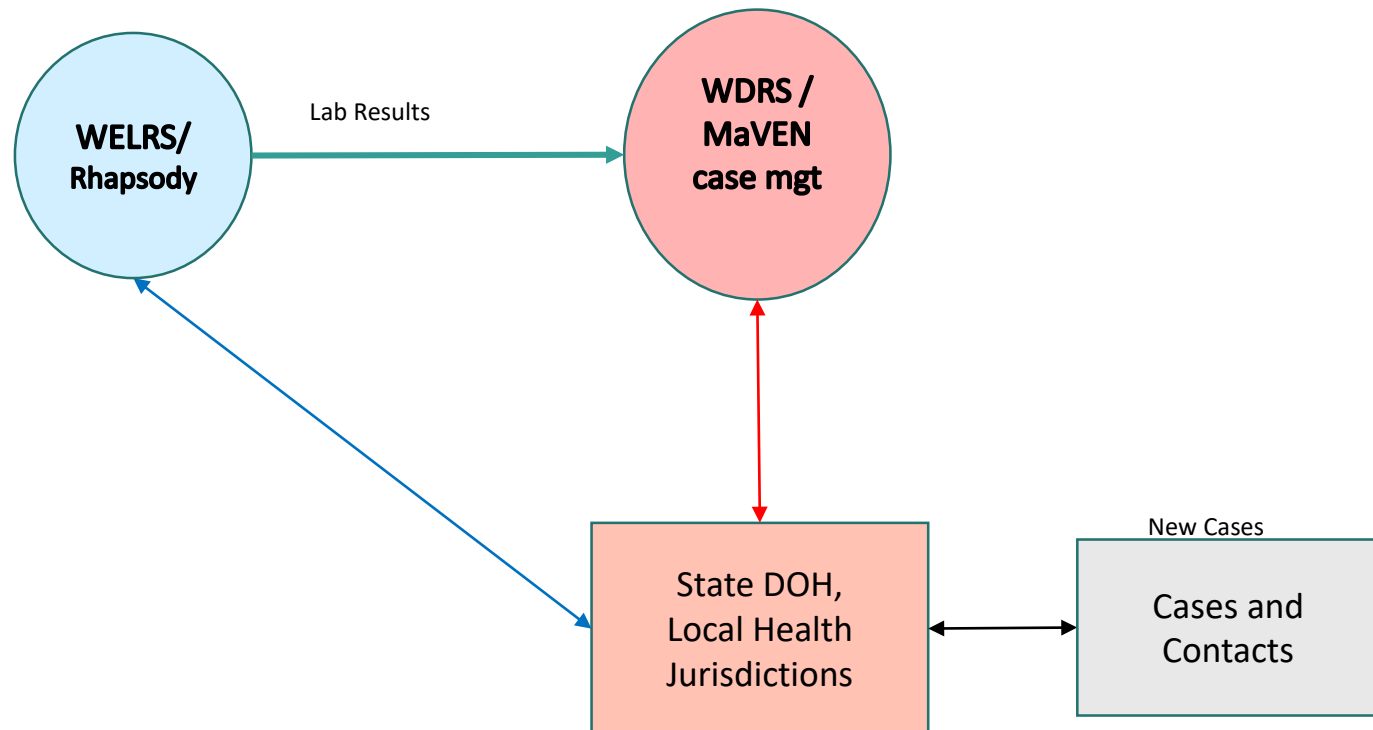 WELRS/
Rhapsody
Lab Results
WDRS /
MaVEN
case mgt
State DOH,
Local Health
Jurisdictions
New Cases
Cases and
Contacts